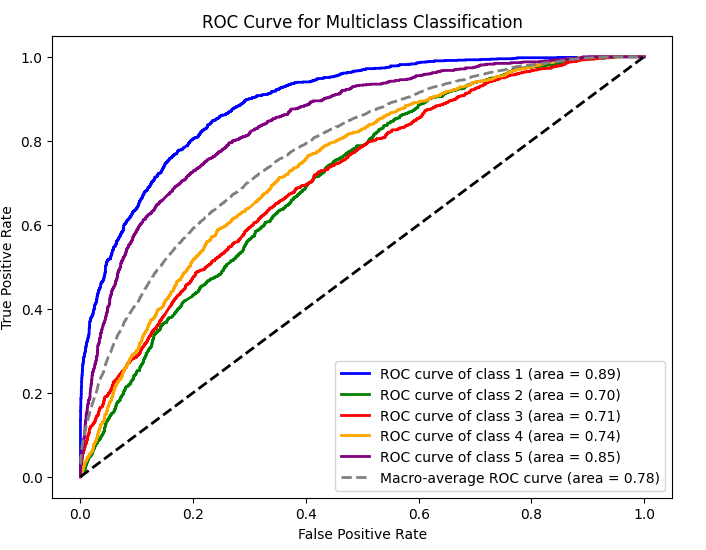 ROC Curve for Multiclass Classification
True Positive Rate
1.0
0.8
0.6
0.4
0.2
0.0
ROC curve of class 1 (area = 0.89)
ROC curve of class 2 (area = 0.70)
ROC curve of class 3 (area = 0.71)
ROC curve of class 4 (area = 0.74)
ROC curve of class 5 (area = 0.85)
Macro-average ROC curve (area = 0.78)
0.0 0.2 0.4 0.6 0.8 1.0
False Positive Rate